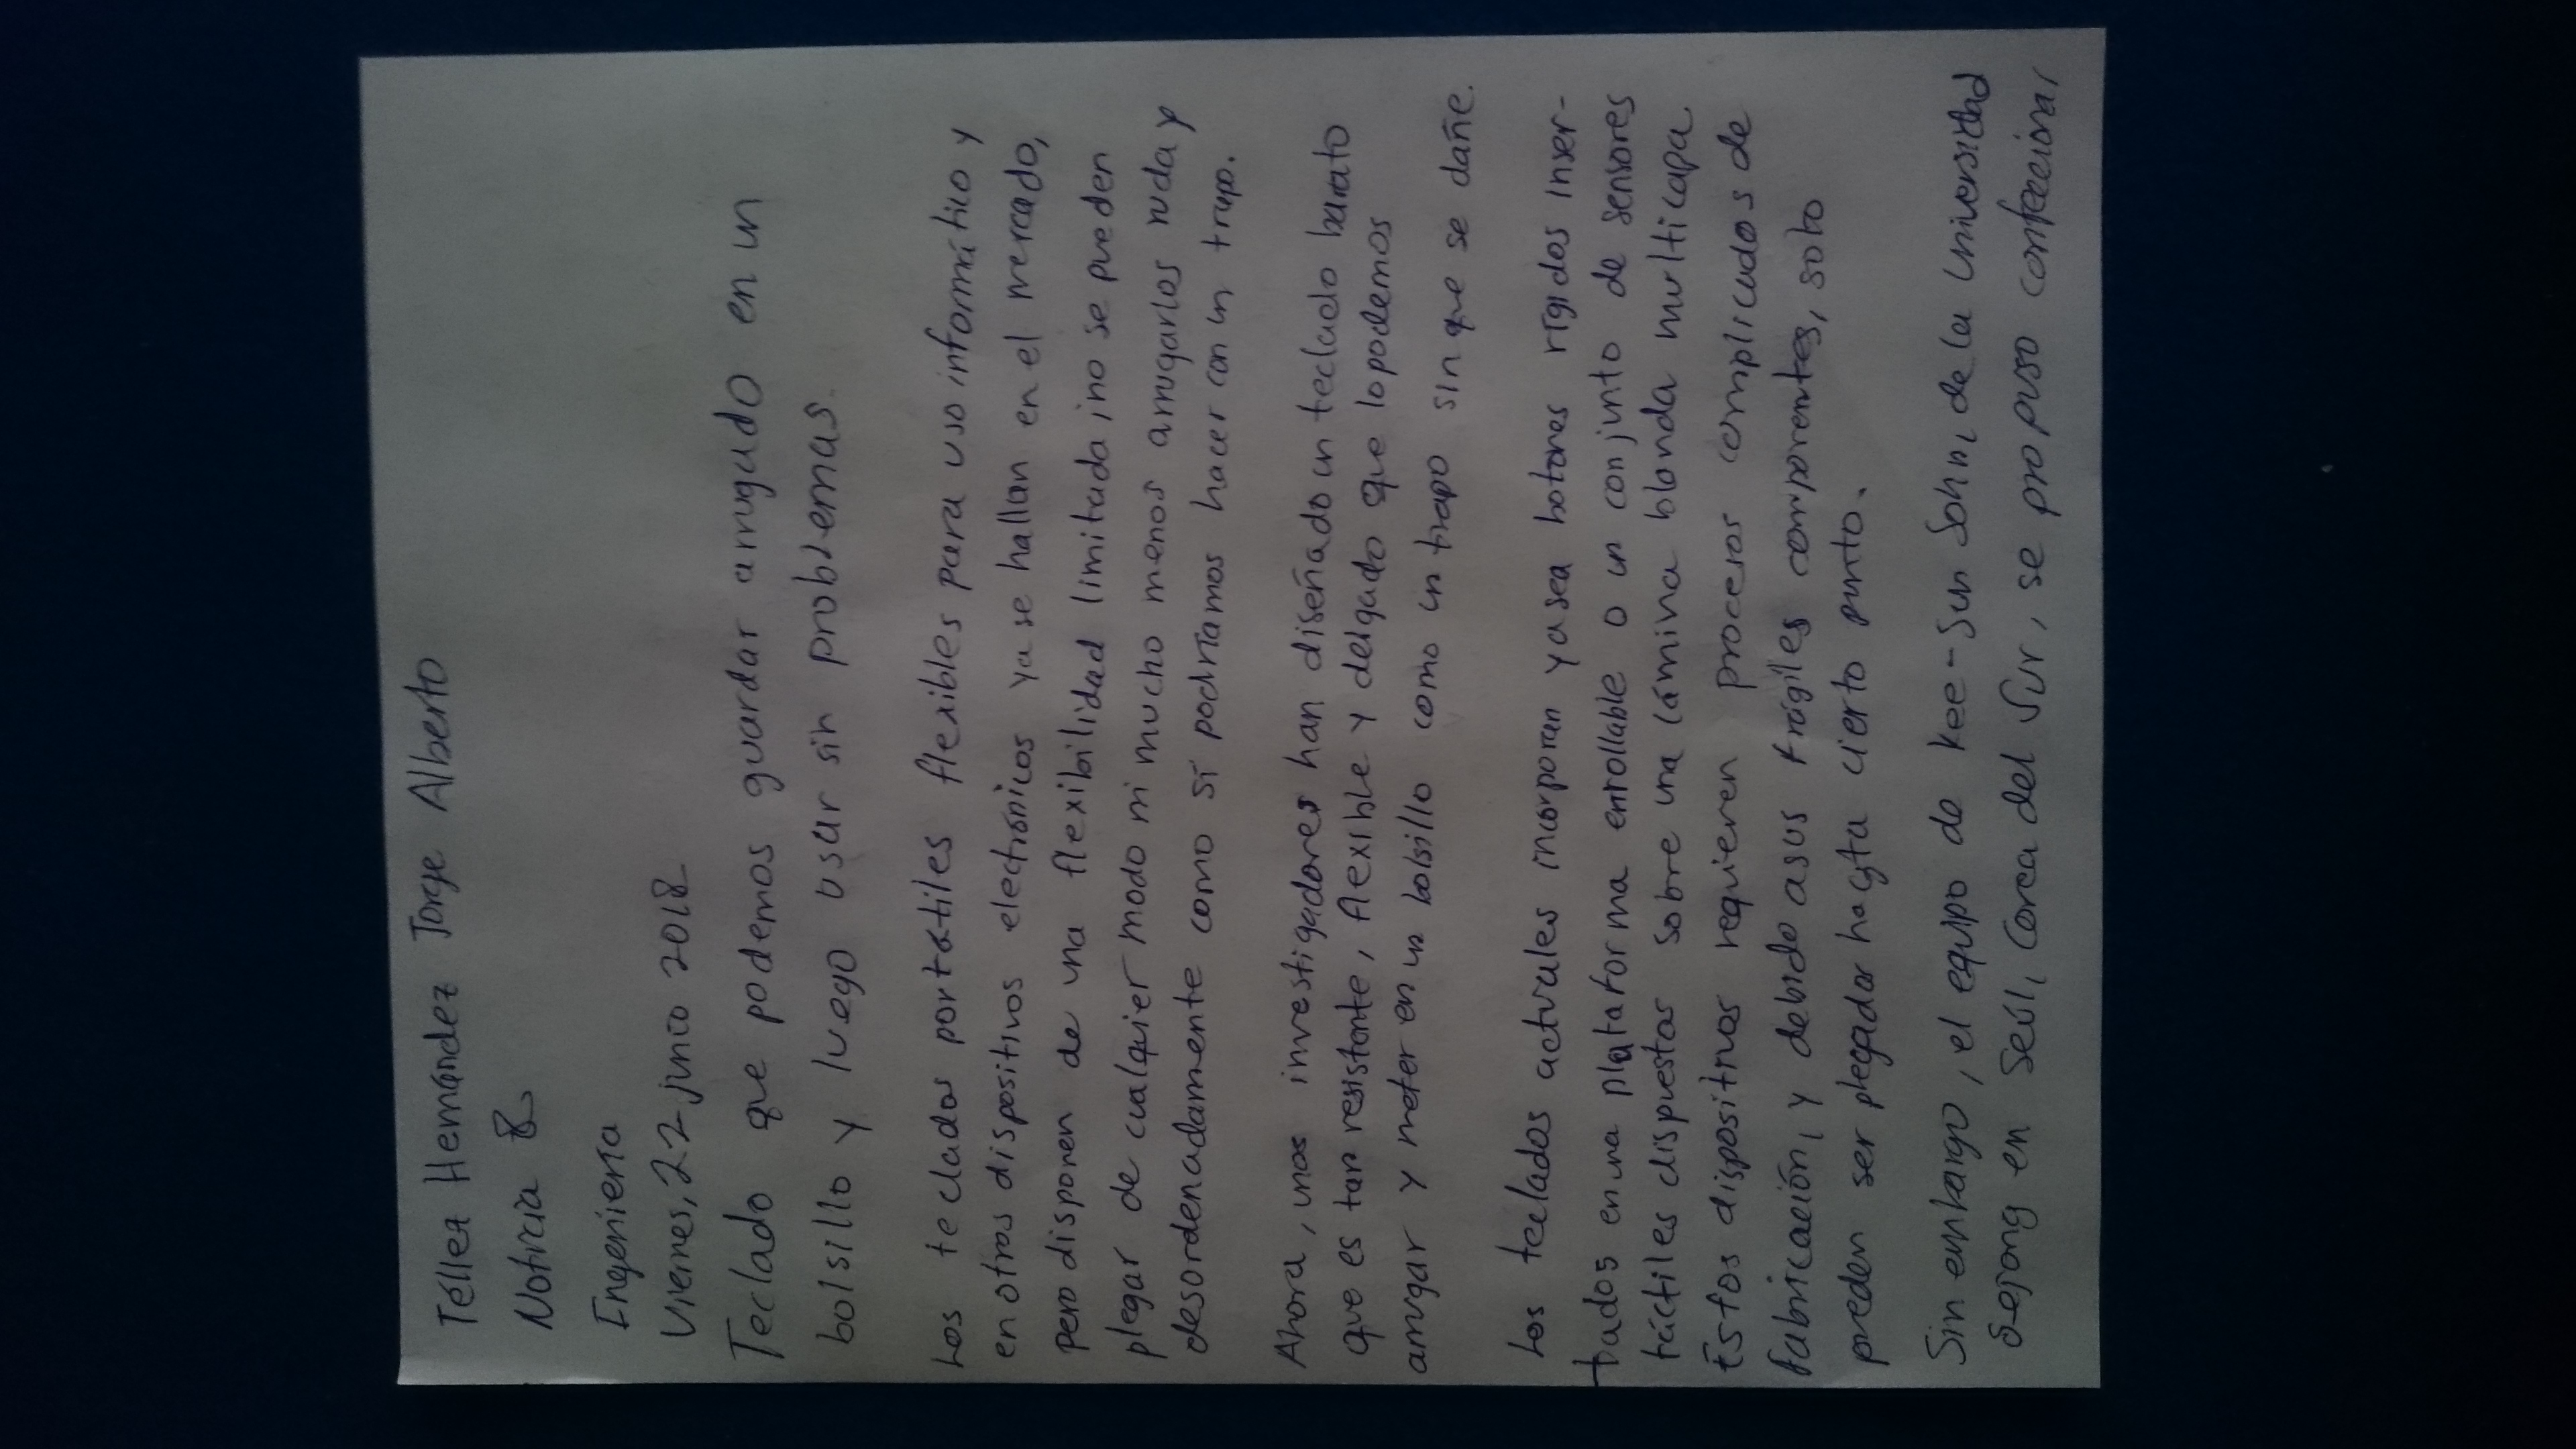 Téllez Hernández Jorge Alberto
Noticia 8
Ingeniería
Viernes, 22 junio 2018
Teclado que podemos guardar arrugado en un
bolsillo y luego usar sin problemas.
Los teclados portátiles flexibles para uso informático y
en otros dispositivos electrónicos ya se hallan en el mercado,
pero disponen de una flexibilidad limitada, no se pueden
plegar de cualquier modo ni mucho menos arrugarlos ruda y
desordenadamente como sí podríamos hacer con un trapo.
Ahora, unos investigadores han diseñado un teclado barato
que es tan resistente, flexible y delgado que lo podemos
arrugar y meter en un bolsillo como un trapo sin que se dañe.
Los teclados actuales incorporan ya sea botones rígidos inser-
tados en una plataforma enrollable o un conjunto de sensores
táctiles dispuestos sobre una lámina blanda multicapa.
Éstos dispositivos requieren procesos complicados de
fabricación, y debido a sus frágiles componentes, solo
pueden ser plegados hasta cierto punto.
Sin embargo, el equipo de Kee-Sun Sohn, de la Universidad
Sejong en Seúl, Corea del Sur, se propuso confeccionar,